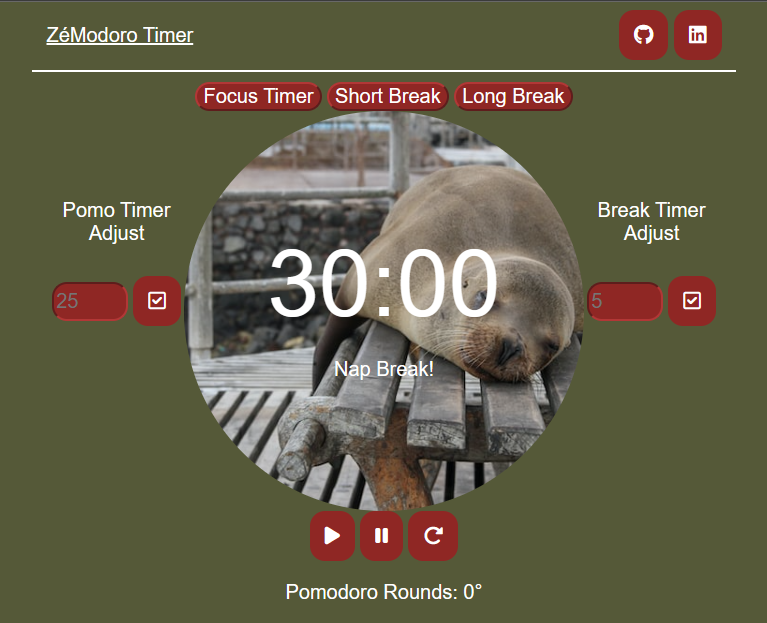 ZéModoro Timer
Focus Timer Short Break Long Break
Pomo Timer
Adjust
25
30:00
Nap Break!
Break Timer
Adjust
5
Pomodoro Rounds: 0°